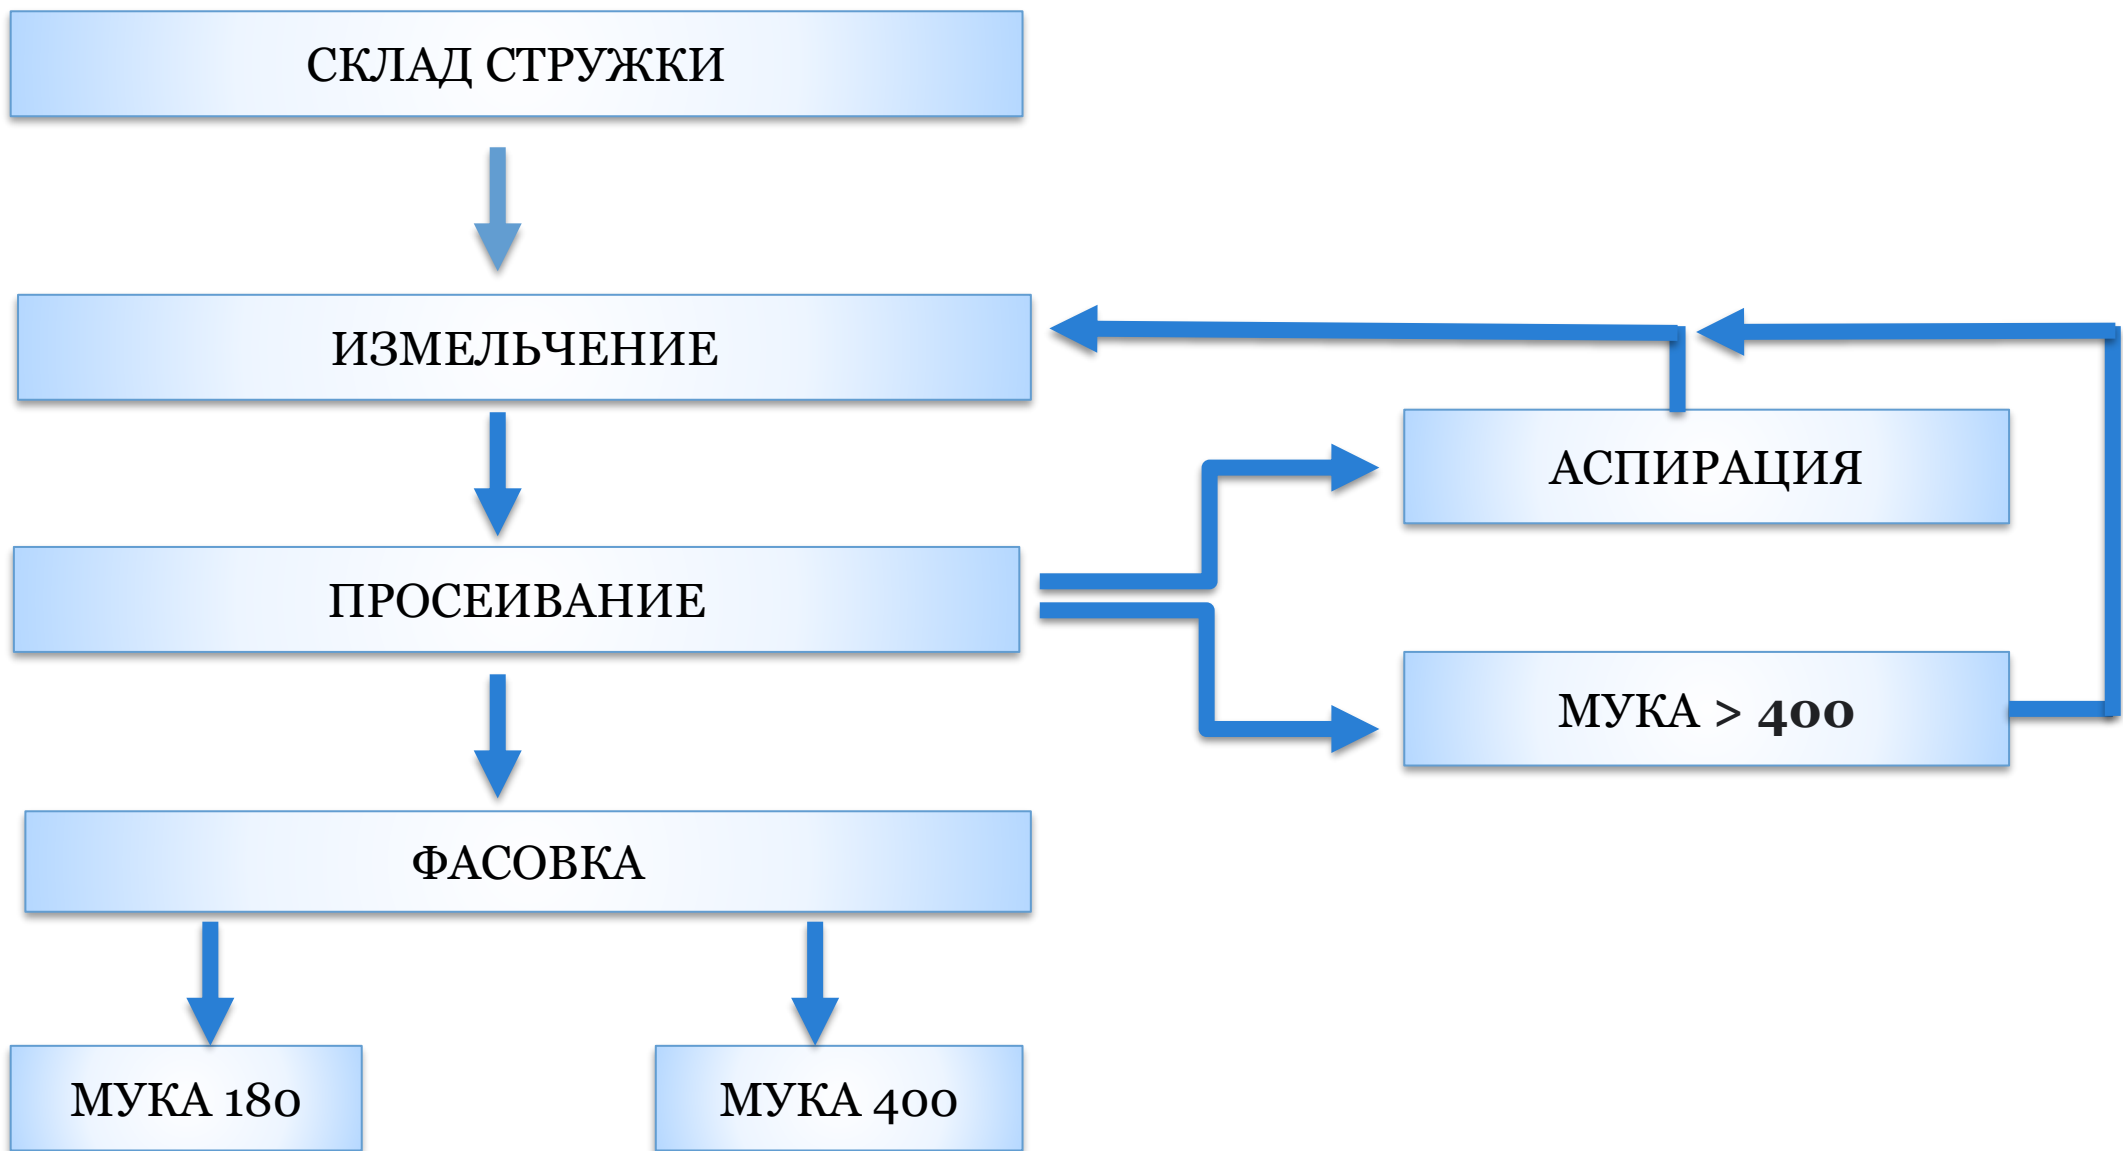 СКЛАД СТРУЖКИ
ИЗМЕЛЬЧЕНИЕ
АСПИРАЦИЯ
ПРОСЕИВАНИЕ
МУКА > 400
ФАСОВКА
МУКА 180
МУКА 400